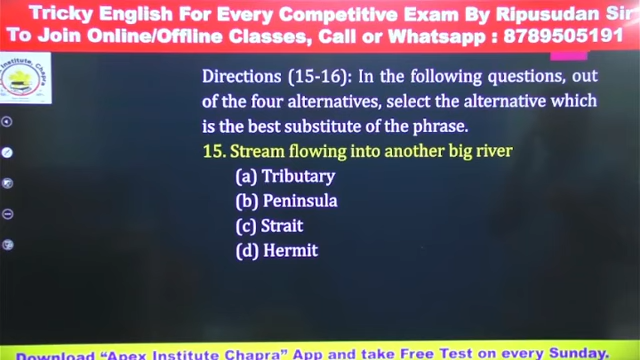 Tricky English For Every Competitive Exam By Ripusudan Sir
To Join Online/Offline Classes, Call or Whatsapp : 8789505191
Institute, Chapra
Directions (15-16): In the following questions, out
of the four alternatives, select the alternative which
is the best substitute of the phrase.
15. Stream flowing into another big river
(a) Tributary
(b) Peninsula
(c) Strait
(d) Hermit
Download “Apex Institute Chapra” App and take Free Test on every Sunday.